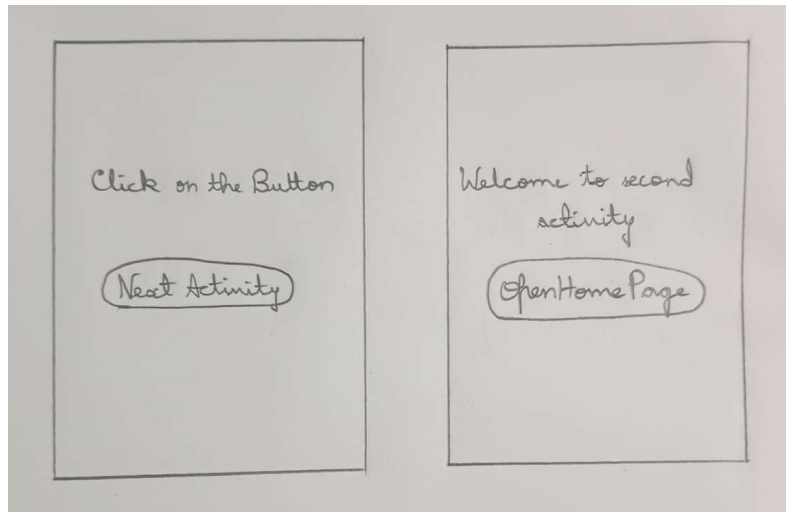 Click on the Button
Next Activity
Welcome to second
activity
OpenHomePage